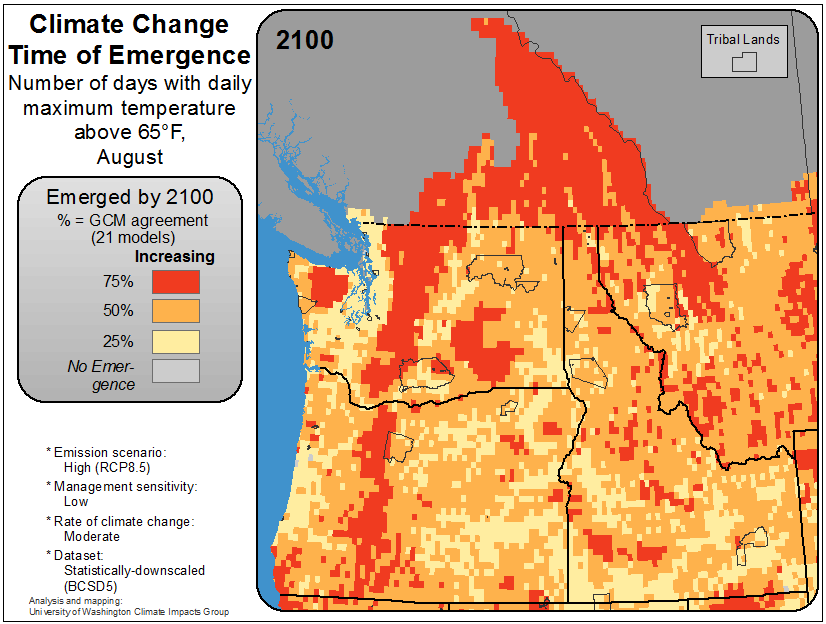 Climate Change
Time of Emergence
Number of days with daily
maximum temperature
above 65°F,
August
Emerged by 2100
% = GCM agreement
(21 models)
Increasing
75%
50%
25%
No Emer-
gence
* Emission scenario:
High (RCP8.5)
* Management sensitivity:
Low
* Rate of climate change:
Moderate
* Dataset:
Statistically-downscaled
(BCSD5)
Analysis and mapping:
University of Washington Climate Impacts Group
2100
Tribal Lands